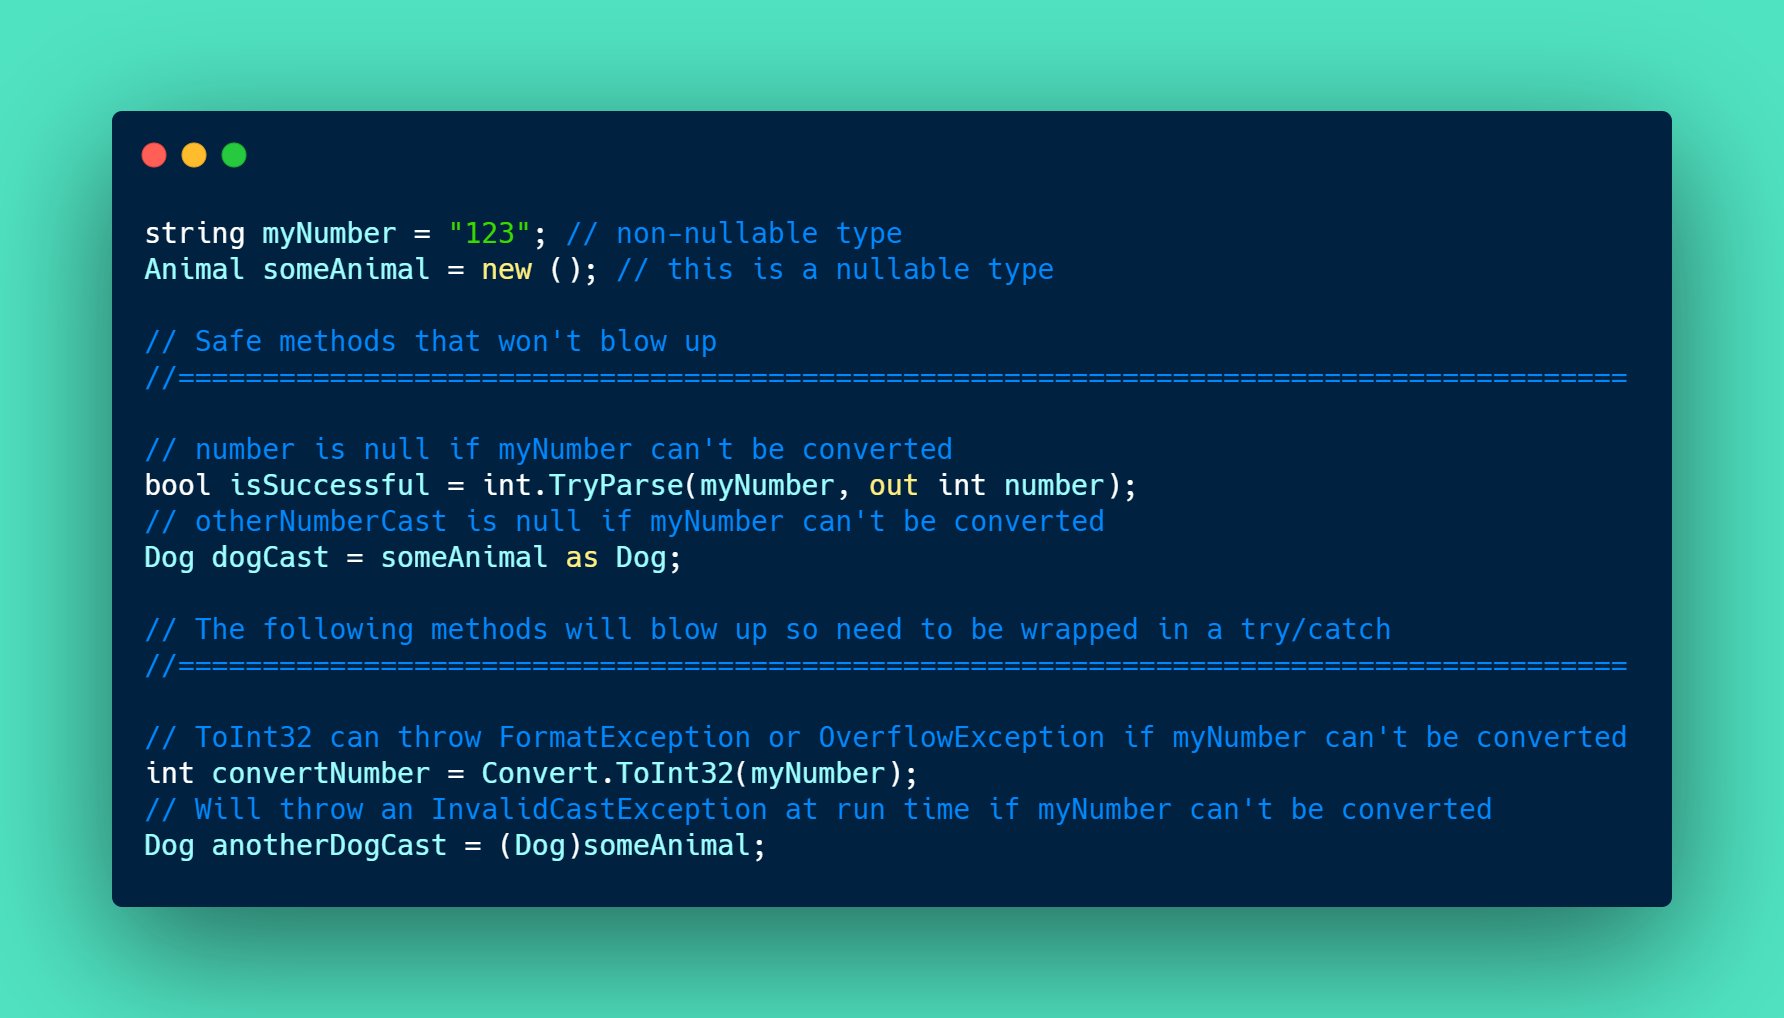 string myNumber = "123"; // non-nullable type
Animal someAnimal = new (); // this is a nullable type
// Safe methods that won't blow up
//======================================================================================
// number is null if myNumber can't be converted
bool isSuccessful = int.TryParse(myNumber, out int number);
// otherNumberCast is null if myNumber can't be converted
Dog dogCast = someAnimal as Dog;
// The following methods will blow up so need to be wrapped in a try/catch
//======================================================================================
// ToInt32 can throw FormatException or OverflowException if myNumber can't be converted
int convertNumber = Convert.ToInt32(myNumber);
// Will throw an InvalidCastException at run time if myNumber can't be converted
Dog anotherDogCast = (Dog)someAnimal;